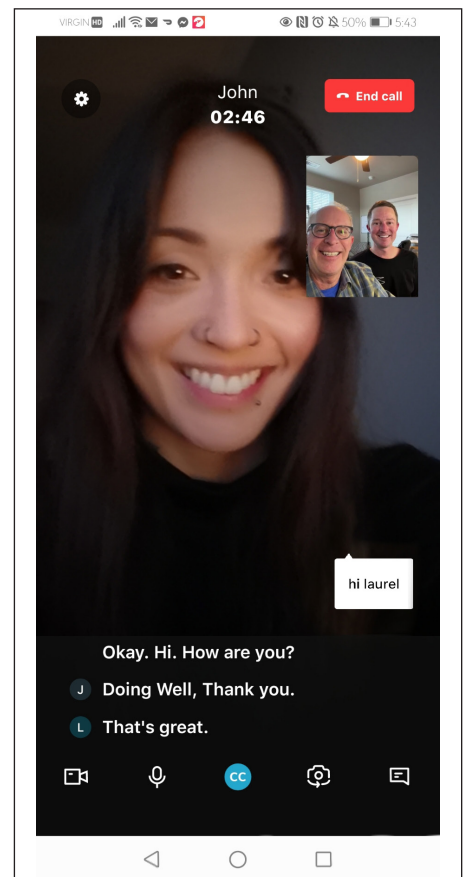 VIRGIN HD 50% 5:43
John
End call
02:46
hi laurel
Okay. Hi. How are you?
J Doing Well, Thank you.
L That's great.
CC